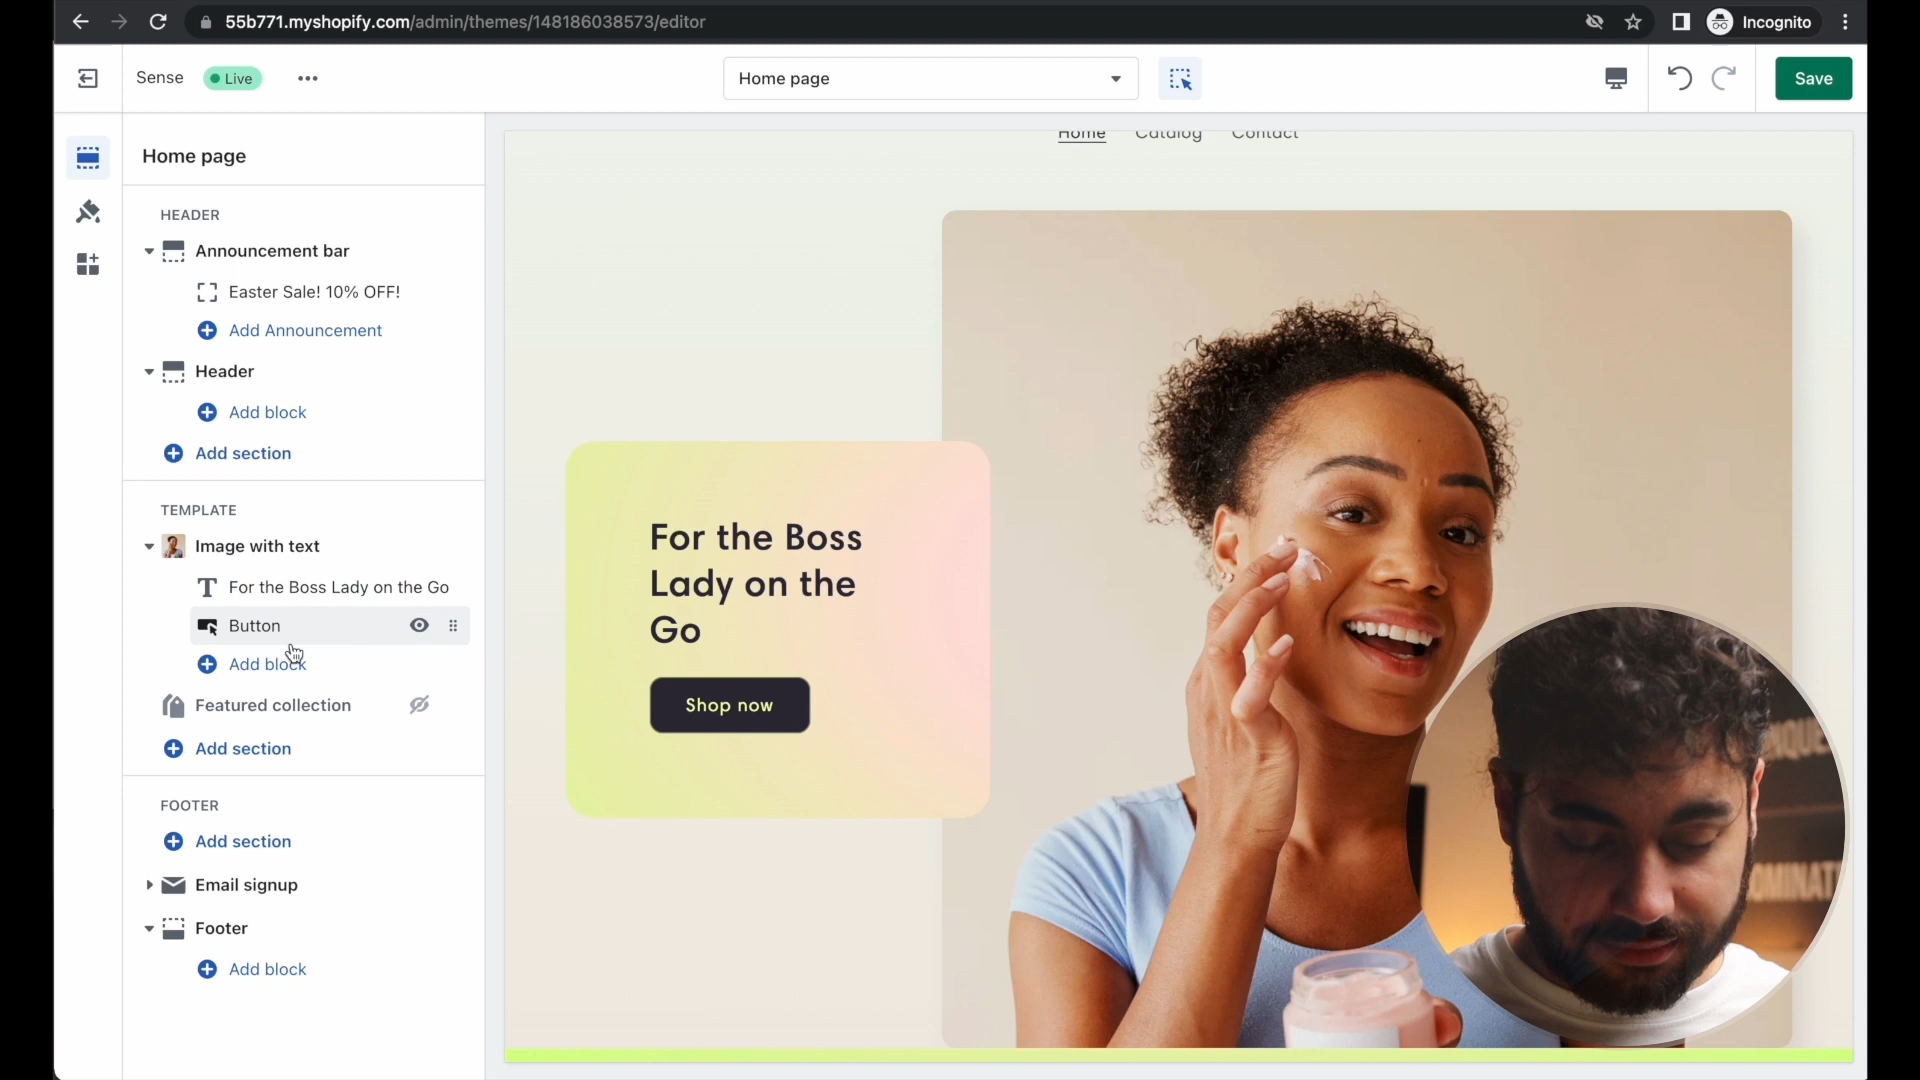 55b771.myshopify.com/admin/themes/148186038573/editor
Incognito
Sense
Live
Home page
Save
Home page
HEADER
Announcement bar
Easter Sale! 10% OFF!
Add Announcement
Header
Add block
Add section
TEMPLATE
Image with text
For the Boss Lady on the Go
Button
Add block
Featured collection
Add section
FOOTER
Add section
Email signup
Footer
Add block
Home Catalog Contact
For the Boss
Lady on the
Go
Shop now